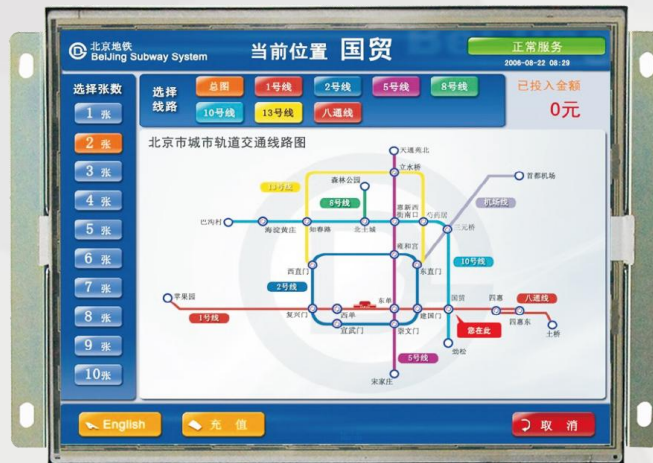 北京地铁
BeiJing Subway System
当前位置 国贸
正常服务
2006-08-22 08:29
选择张数
1 张
2 张
3 张
4 张
5 张
6 张
7 张
8 张
9 张
10张
选择线路
总图
1号线
2号线
5号线
8号线
10号线
13号线
八通线
已投入金额
0元
北京市城市轨道交通线路图
天通苑北
立水桥
森林公园
首都机场
13号线
8号线
机场线
惠新西街南口
芍药居
三元桥
巴沟村
海淀黄庄
知春路
北土城
雍和宫
西直门
东直门
10号线
2号线
苹果园
1号线
复兴门
西单
东单
建国门
国贸
四惠
八通线
四惠东
土桥
宣武门
崇文门
您在此
劲松
5号线
宋家庄
English
充 值
取 消